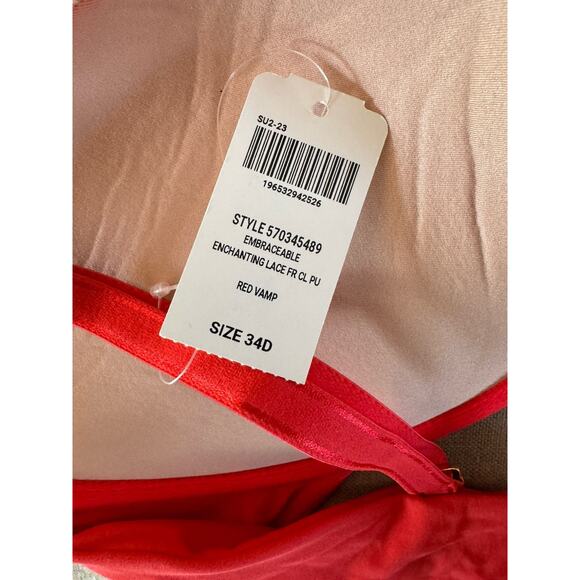 SU2-23
196532942526
STYLE 570345489
EMBRACEABLE
ENCHANTING LACE FR CL PU
RED VAMP
SIZE 34D